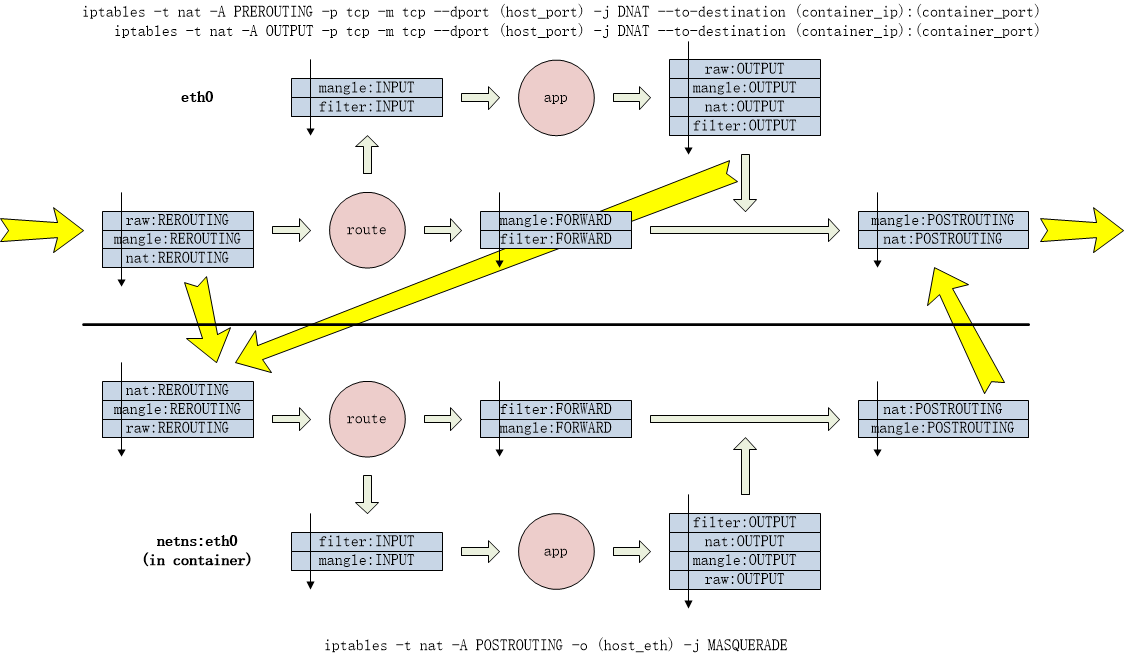 iptables -t nat -A PREROUTING -p tcp -m tcp --dport (host_port) -j DNAT --to-destination (container_ip):(container_port)
iptables -t nat -A OUTPUT -p tcp -m tcp --dport (host_port) -j DNAT --to-destination (container_ip):(container_port)
eth0
mangle:INPUT
filter:INPUT
app
raw:OUTPUT
mangle:OUTPUT
nat:OUTPUT
filter:OUTPUT
raw:REROUTING
mangle:REROUTING
nat:REROUTING
route
mangle:FORWARD
filter:FORWARD
mangle:POSTROUTING
nat:POSTROUTING
nat:REROUTING
mangle:REROUTING
raw:REROUTING
route
filter:FORWARD
mangle:FORWARD
nat:POSTROUTING
mangle:POSTROUTING
netns:eth0
(in container)
filter:INPUT
mangle:INPUT
app
filter:OUTPUT
nat:OUTPUT
mangle:OUTPUT
raw:OUTPUT
iptables -t nat -A POSTROUTING -o (host_eth) -j MASQUERADE